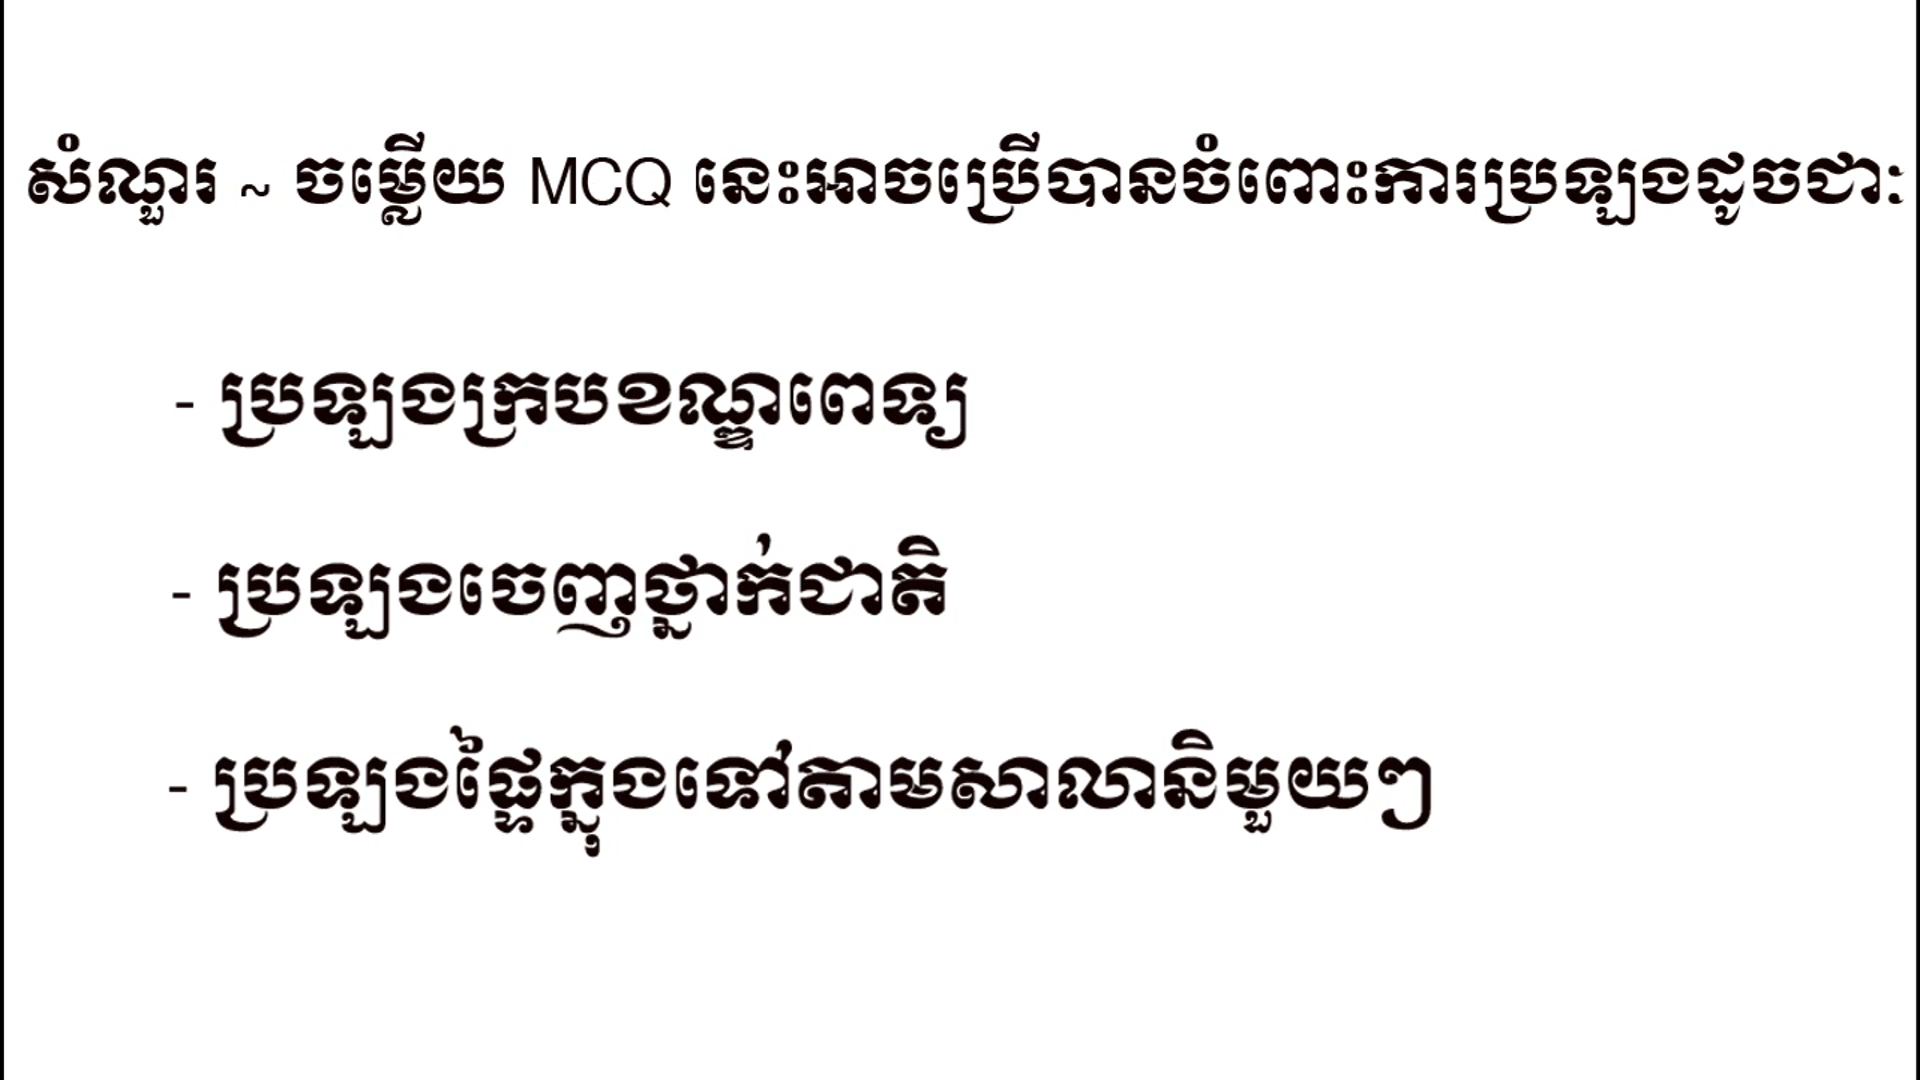 សំណួរ ~ ចម្លើយ MCQ នេះអាចប្រើបានចំពោះការប្រឡងដូចជាៈ
- ប្រឡងក្របខណ្ឌពេទ្យ
- ប្រឡងចេញថ្នាក់ជាតិ
- ប្រឡងផ្ទៃក្នុងទៅតាមសាលានិមួយៗ